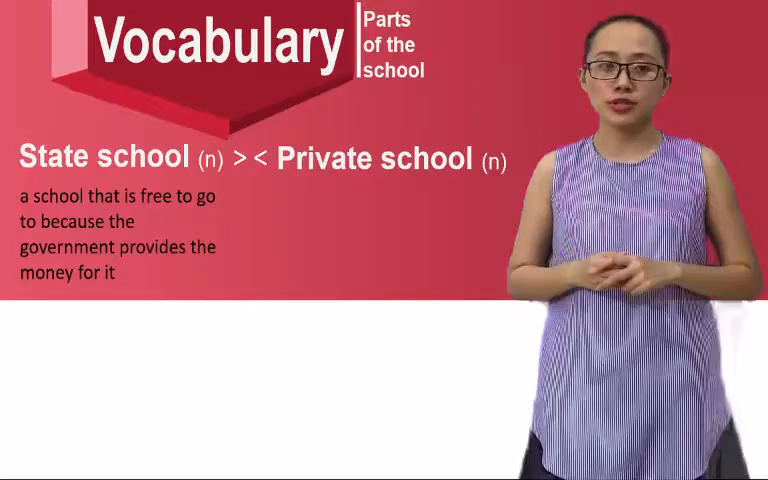 Vocabulary
Parts
of the
school
State school (n) > < Private school (n)
a school that is free to go
to because the
government provides the
money for it